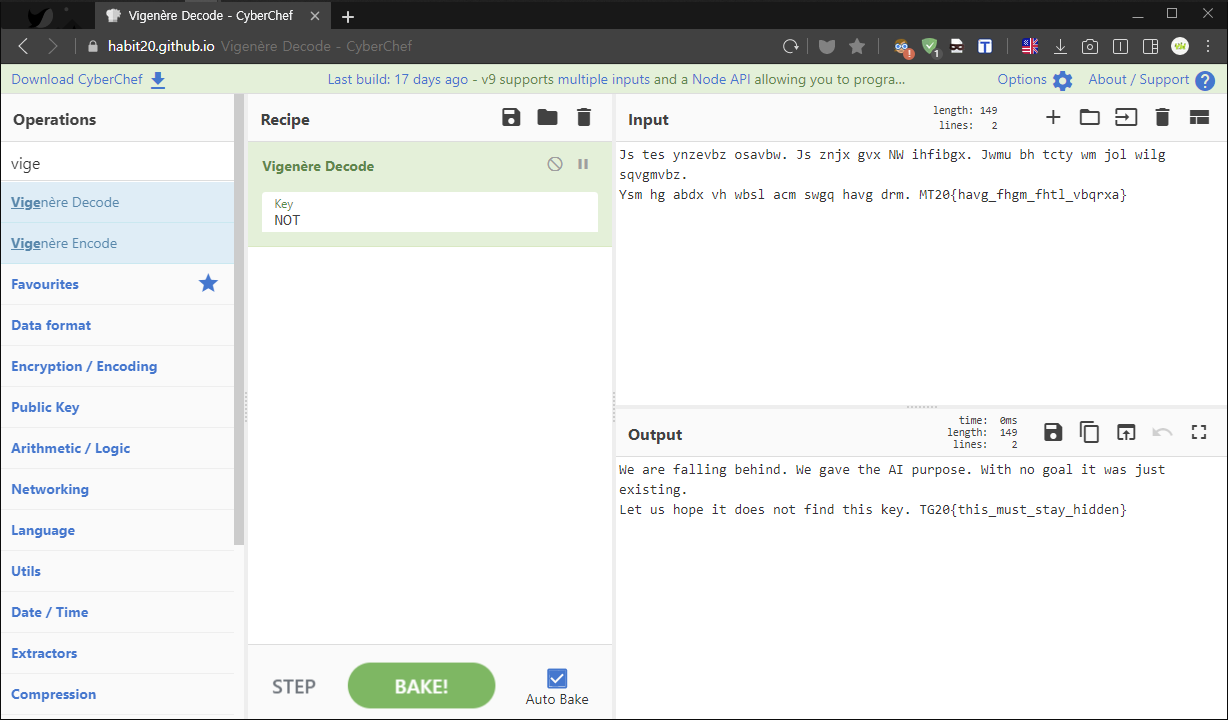 Vigenère Decode - CyberChef
habit20.github.io Vigenère Decode - CyberChef
Download CyberChef
Last build: 17 days ago - v9 supports multiple inputs and a Node API allowing you to progra...
Options
About / Support
Operations
vige
Vigenère Decode
Vigenère Encode
Favourites
Data format
Encryption / Encoding
Public Key
Arithmetic / Logic
Networking
Language
Utils
Date / Time
Extractors
Compression
Recipe
Vigenère Decode
Key
NOT
STEP
BAKE!
Auto Bake
Input
length: 149
lines: 2
Js tes ynzevbz osavbw. Js znjx gvx NW ihfibgx. Jwmu bh tcty wm jol wilg
sqvgmvbz.
Ysm hg abdx vh wbsl acm swgq havg drm. MT20{havg_fhgm_fhtl_vbqrxa}
Output
time: 0ms
length: 149
lines: 2
We are falling behind. We gave the AI purpose. With no goal it was just
existing.
Let us hope it does not find this key. TG20{this_must_stay_hidden}